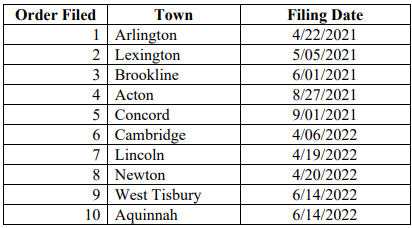 Order Filed Town Filing Date
1 Arlington 4/22/2021
2 Lexington 5/05/2021
3 Brookline 6/01/2021
4 Acton 8/27/2021
5 Concord 9/01/2021
6 Cambridge 4/06/2022
7 Lincoln 4/19/2022
8 Newton 4/20/2022
9 West Tisbury 6/14/2022
10 Aquinnah 6/14/2022